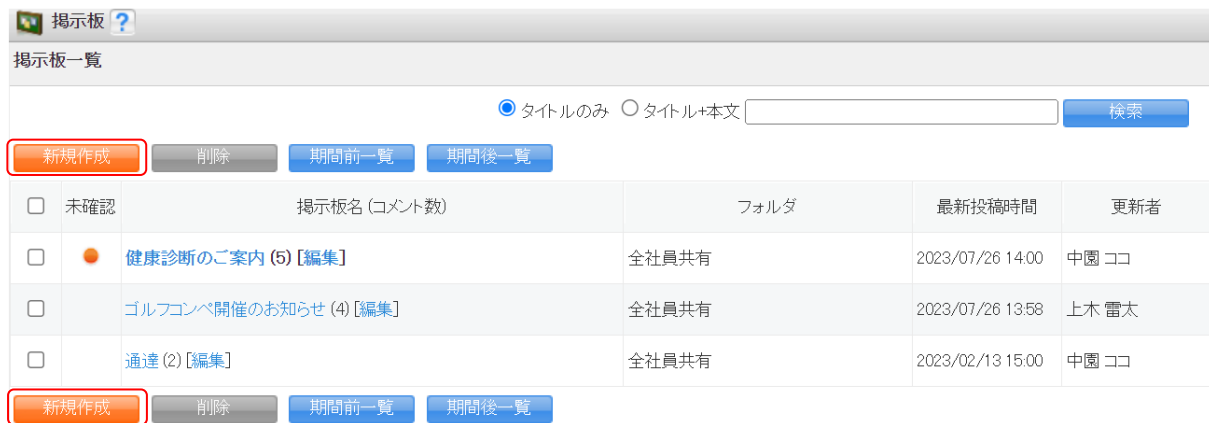 掲示板 ?
掲示板一覧
タイトルのみ タイトル+本文 検索
新規作成 削除 期間前一覧 期間後一覧
未確認 掲示板名 (コメント数) フォルダ 最新投稿時間 更新者
健康診断のご案内 (5) [編集] 全社員共有 2023/07/26 14:00 中園 ココ
ゴルフコンペ開催のお知らせ (4) [編集] 全社員共有 2023/07/26 13:58 上木 雷太
通達 (2) [編集] 全社員共有 2023/02/13 15:00 中園 ココ
新規作成 削除 期間前一覧 期間後一覧